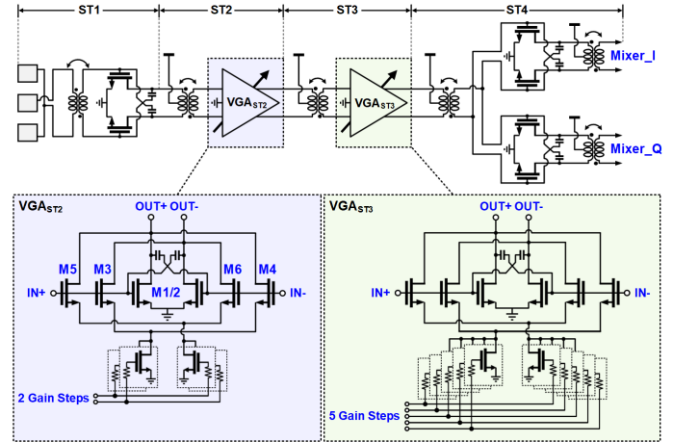 ST1 ST2 ST3 ST4
VGAST2
VGAST3
Mixer_I
Mixer_Q
VGAST2
OUT+ OUT-
M5 M3 M6 M4
IN+ M1/2 IN-
2 Gain Steps
VGAST3
OUT+ OUT-
IN+ IN-
5 Gain Steps